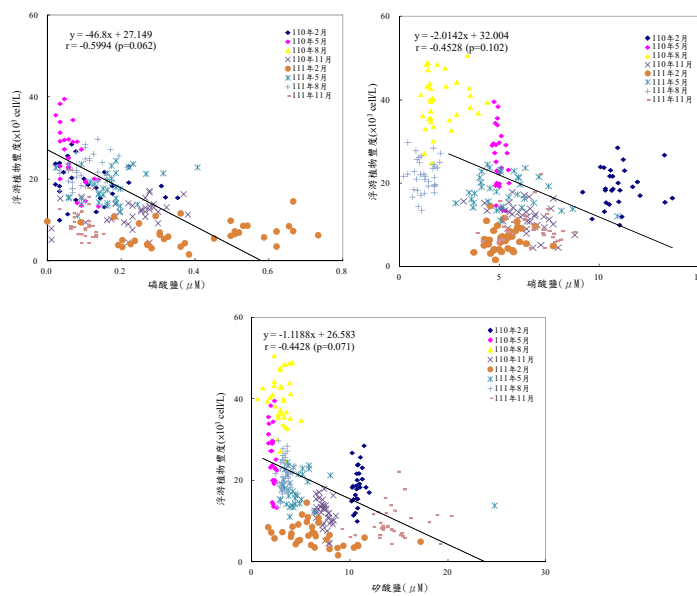 y = -46.8x + 27.149
r = -0.5994 (p=0.062)
110年2月
110年5月
110年8月
110年11月
111年2月
111年5月
111年8月
111年11月
60
40
20
0
浮游植物豐度(×10³ cell/L)
0.0
0.2
0.4
0.6
0.8
磷酸鹽(μM)
y = -2.0142x + 32.004
r = -0.4528 (p=0.102)
110年2月
110年5月
110年8月
110年11月
111年2月
111年5月
111年8月
111年11月
60
40
20
0
浮游植物豐度(×10³ cell/L)
0
5
10
硝酸鹽(μM)
y = -1.1188x + 26.583
r = -0.4428 (p=0.071)
110年2月
110年5月
110年8月
110年11月
111年2月
111年5月
111年8月
111年11月
60
40
20
0
浮游植物豐度(×10³ cell/L)
0
10
20
30
矽酸鹽(μM)